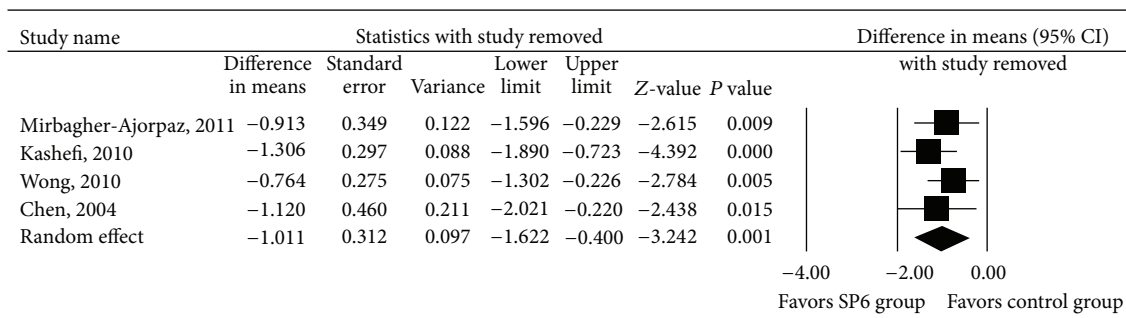 Study name Statistics with study removed Difference in means (95% CI) with study removed
Difference in means Standard error Variance Lower limit Upper limit Z-value P value
Mirbagher-Ajorpaz, 2011 −0.913 0.349 0.122 −1.596 −0.229 −2.615 0.009
Kashefi, 2010 −1.306 0.297 0.088 −1.890 −0.723 −4.392 0.000
Wong, 2010 −0.764 0.275 0.075 −1.302 −0.226 −2.784 0.005
Chen, 2004 −1.120 0.460 0.211 −2.021 −0.220 −2.438 0.015
Random effect −1.011 0.312 0.097 −1.622 −0.400 −3.242 0.001
−4.00 −2.00 0.00
Favors SP6 group Favors control group